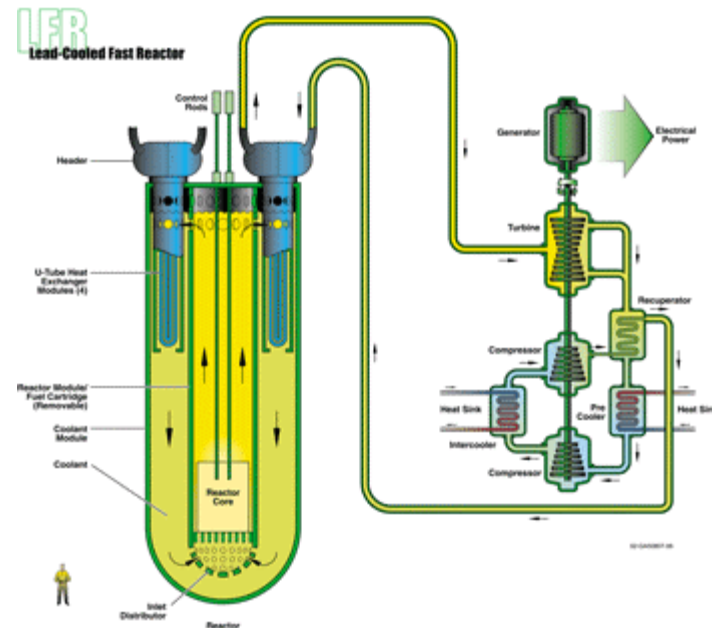 LFR
Lead-Cooled Fast Reactor
Control
Rods
Header
U-Tube Heat
Exchanger
Modules (4)
Reactor Module/
Fuel Cartridge
(Removable)
Coolant
Module
Coolant
Reactor
Core
Inlet
Distributor
Reactor
Generator
Electrical
Power
Turbine
Recuperator
Compressor
Heat Sink
Intercooler
Pre
Cooler
Heat Sin
Compressor